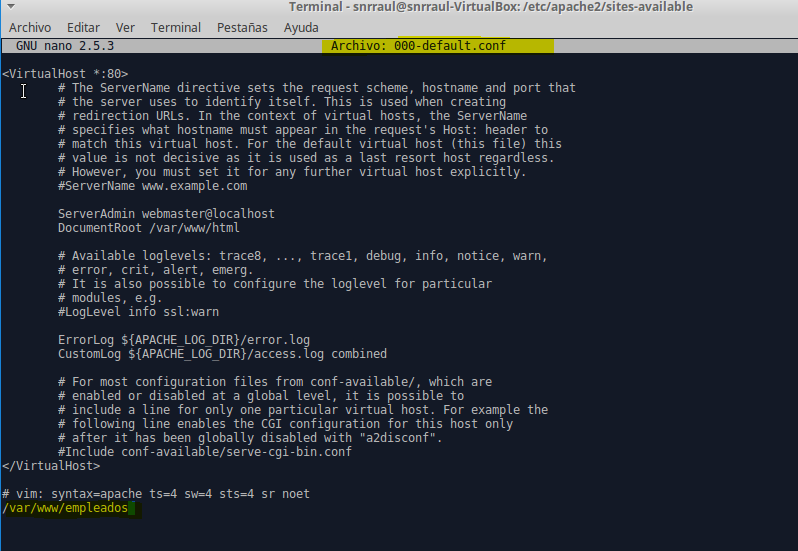 Terminal - snrraul@snrraul-VirtualBox: /etc/apache2/sites-available
Archivo Editar Ver Terminal Pestañas Ayuda
GNU nano 2.5.3 Archivo: 000-default.conf
<VirtualHost *:80>
# The ServerName directive sets the request scheme, hostname and port that
# the server uses to identify itself. This is used when creating
# redirection URLs. In the context of virtual hosts, the ServerName
# specifies what hostname must appear in the request's Host: header to
# match this virtual host. For the default virtual host (this file) this
# value is not decisive as it is used as a last resort host regardless.
# However, you must set it for any further virtual host explicitly.
#ServerName www.example.com
ServerAdmin webmaster@localhost
DocumentRoot /var/www/html
# Available loglevels: trace8, ..., trace1, debug, info, notice, warn,
# error, crit, alert, emerg.
# It is also possible to configure the loglevel for particular
# modules, e.g.
#LogLevel info ssl:warn
ErrorLog ${APACHE_LOG_DIR}/error.log
CustomLog ${APACHE_LOG_DIR}/access.log combined
# For most configuration files from conf-available/, which are
# enabled or disabled at a global level, it is possible to
# include a line for only one particular virtual host. For example the
# following line enables the CGI configuration for this host only
# after it has been globally disabled with "a2disconf".
#Include conf-available/serve-cgi-bin.conf
</VirtualHost>
# vim: syntax=apache ts=4 sw=4 sts=4 sr noet
/var/www/empleados